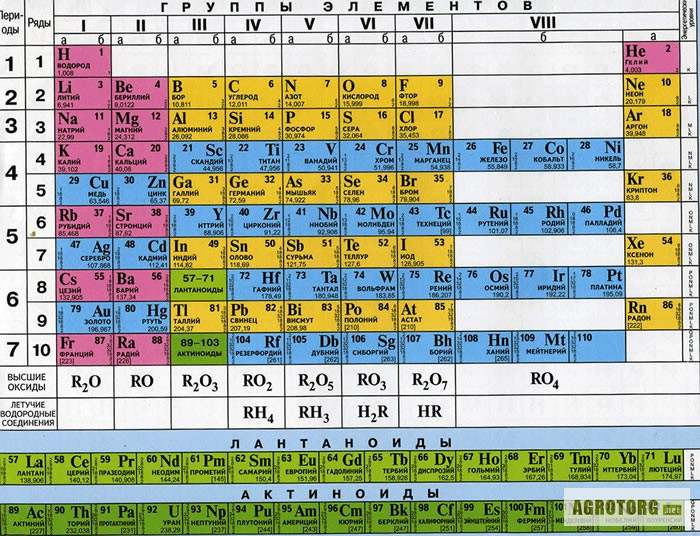 ГРУППЫ ЭЛЕМЕНТОВ
Пери-оды Ряды I II III IV V VI VII VIII Энергетические уровни
а б а б а б а б а б а б а б б а
1 1 H 1 He 2
ВОДОРОД ГЕЛИЙ
1,008 4,003
2 2 Li 3 Be 4 B 5 C 6 N 7 O 8 F 9 Ne 10
ЛИТИЙ БЕРИЛЛИЙ БОР УГЛЕРОД АЗОТ КИСЛОРОД ФТОР НЕОН
6,941 9,0122 10,811 12,011 14,007 15,999 18,998 20,179
3 3 Na 11 Mg 12 Al 13 Si 14 P 15 S 16 Cl 17 Ar 18
НАТРИЙ МАГНИЙ АЛЮМИНИЙ КРЕМНИЙ ФОСФОР СЕРА ХЛОР АРГОН
22,99 24,312 26,092 28,086 30,974 32,064 35,453 39,948
4 4 K 19 Ca 20 21 Sc 22 Ti 23 V 24 Cr 25 Mn 26 Fe 27 Co 28 Ni
КАЛИЙ КАЛЬЦИЙ СКАНДИЙ ТИТАН ВАНАДИЙ ХРОМ МАРГАНЕЦ ЖЕЛЕЗО КОБАЛЬТ НИКЕЛЬ
39,102 40,08 44,956 47,956 50,941 51,996 54,938 55,849 58,933 58,7
5 29 Cu 30 Zn Ga 31 Ge 32 As 33 Se 34 Br 35 Kr 36
МЕДЬ ЦИНК ГАЛЛИЙ ГЕРМАНИЙ МЫШЬЯК СЕЛЕН БРОМ КРИПТОН
63,546 65,37 69,72 72,59 74,922 78,96 79,904 83,8
5 6 Rb 37 Sr 38 39 Y 40 Zr 41 Nb 42 Mo 43 Tc 44 Ru 45 Rh 46 Pd
РУБИДИЙ СТРОНЦИЙ ИТТРИЙ ЦИРКОНИЙ НИОБИЙ МОЛИБДЕН ТЕХНЕЦИЙ РУТЕНИЙ РОДИЙ ПАЛЛАДИЙ
85,468 87,62 88,906 91,22 92,906 95,94 [99] 101,07 102,906 106,4
7 47 Ag 48 Cd In 49 Sn 50 Sb 51 Te 52 I 53 Xe 54
СЕРЕБРО КАДМИЙ ИНДИЙ ОЛОВО СУРЬМА ТЕЛЛУР ИОД КСЕНОН
107,868 112,41 114,82 118,69 121,75 127,6 126,905 131,3
6 8 Cs 55 Ba 56 57–71 72 Hf 73 Ta 74 W 75 Re 76 Os 77 Ir 78 Pt
ЦЕЗИЙ БАРИЙ ЛАНТАНОИДЫ ГАФНИЙ ТАНТАЛ ВОЛЬФРАМ РЕНИЙ ОСМИЙ ИРИДИЙ ПЛАТИНА
132,905 137,34 178,49 180,948 183,85 186,207 190,2 192,22 195,09
9 79 Au 80 Hg Tl 81 Pb 82 Bi 83 Po 84 At 85 Rn 86
ЗОЛОТО РТУТЬ ТАЛЛИЙ СВИНЕЦ ВИСМУТ ПОЛОНИЙ АСТАТ РАДОН
196,967 200,59 204,37 207,19 208,98 [210] [210] [222]
7 10 Fr 87 Ra 88 89–103 104 Rf 105 Db 106 Sg 107 Bh 108 Hn 109 Mt 110
ФРАНЦИЙ РАДИЙ АКТИНОИДЫ РЕЗЕРФОРДИЙ ДУБНИЙ СИБОРГИЙ БОРИЙ ХАНИЙ МЕЙТНЕРИЙ
[223] [226] [261] [262] [263] [262] [265]
ВЫСШИЕ ОКСИДЫ R₂O RO R₂O₃ RO₂ R₂O₅ RO₃ R₂O₇ RO₄
ЛЕТУЧИЕ ВОДОРОДНЫЕ СОЕДИНЕНИЯ RH₄ RH₃ H₂R HR
ЛАНТАНОИДЫ
57 La 58 Ce 59 Pr 60 Nd 61 Pm 62 Sm 63 Eu 64 Gd 65 Tb 66 Dy 67 Ho 68 Er 69 Tm 70 Yb 71 Lu
ЛАНТАН ЦЕРИЙ ПРАЗЕОДИМ НЕОДИМ ПРОМЕТИЙ САМАРИЙ ЕВРОПИЙ ГАДОЛИНИЙ ТЕРБИЙ ДИСПРОЗИЙ ГОЛЬМИЙ ЭРБИЙ ТУЛИЙ ИТТЕРБИЙ ЛЮТЕЦИЙ
138,906 140,12 140,908 144,24 [145] 150,4 151,96 157,25 158,926 162,5 164,93 167,26 168,934 173,04 174,97
АКТИНОИДЫ
89 Ac 90 Th 91 Pa 92 U 93 Np 94 Pu 95 Am 96 Cm 97 Bk 98 Cf 99 Es 100 Fm
АКТИНИЙ ТОРИЙ ПРОТАКТИНИЙ УРАН НЕПТУНИЙ ПЛУТОНИЙ АМЕРИЦИЙ КЮРИЙ БЕРКЛИЙ КАЛИФОРНИЙ ЭЙНШТЕЙНИЙ ФЕРМИЙ
[227] 232,038 [231] 238,29 [237] [244] [243] [247] [247] [251] [254] [257]
AGROTORG.net